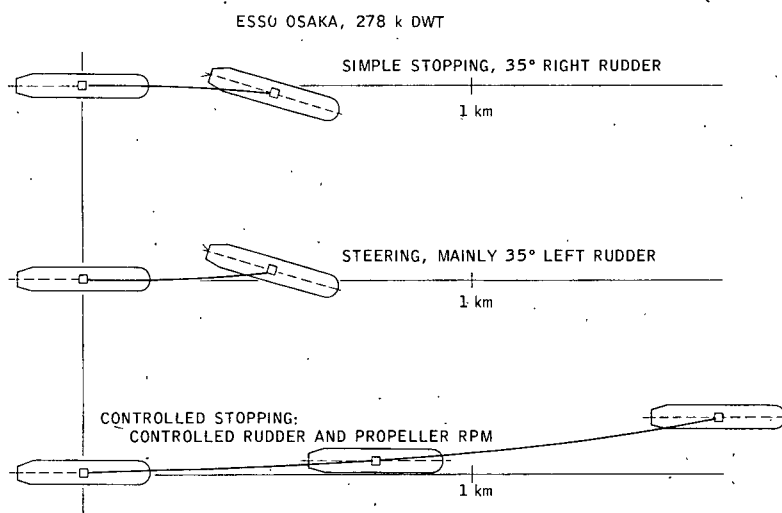 ESSO OSAKA, 278 k DWT
SIMPLE STOPPING, 35° RIGHT RUDDER
1 km
STEERING, MAINLY 35° LEFT RUDDER
1 km
CONTROLLED STOPPING:
CONTROLLED RUDDER AND PROPELLER RPM
1 km